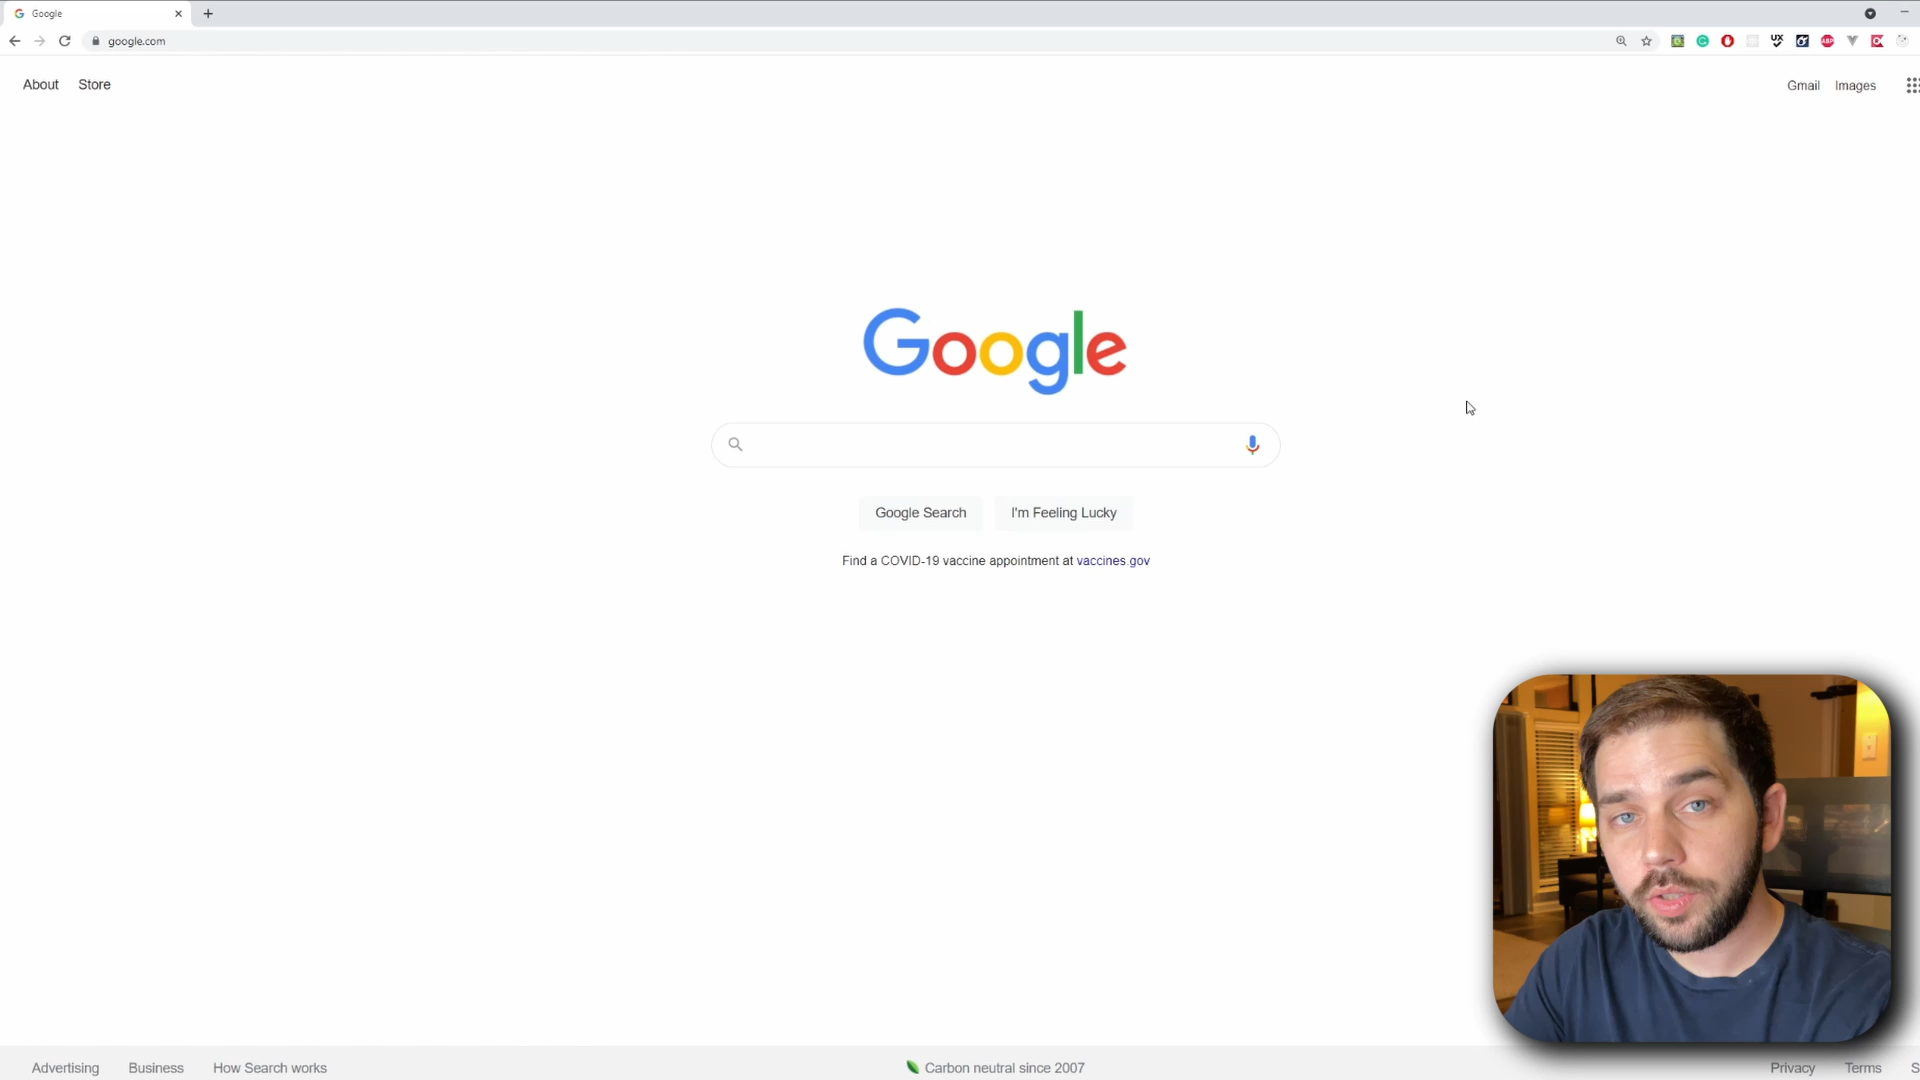 Google
google.com
About Store
Gmail Images
Google
Google Search I'm Feeling Lucky
Find a COVID-19 vaccine appointment at vaccines.gov
Advertising Business How Search works
Carbon neutral since 2007
Privacy Terms S